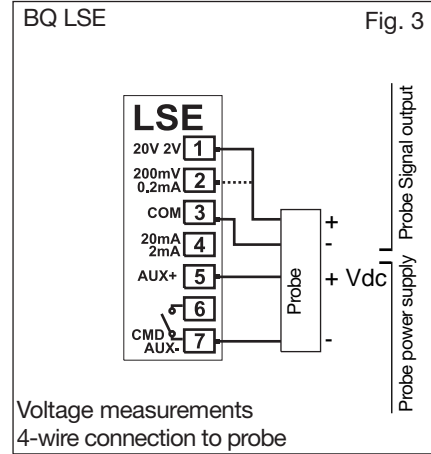 BQ LSE
Fig. 3
LSE
20V 2V 1
200mV
0.2mA 2
COM 3
20mA
2mA 4
AUX+ 5
6
CMD
AUX- 7
Probe
+
-
+ Vdc
-
Probe Signal output
Probe power supply
Voltage measurements
4-wire connection to probe